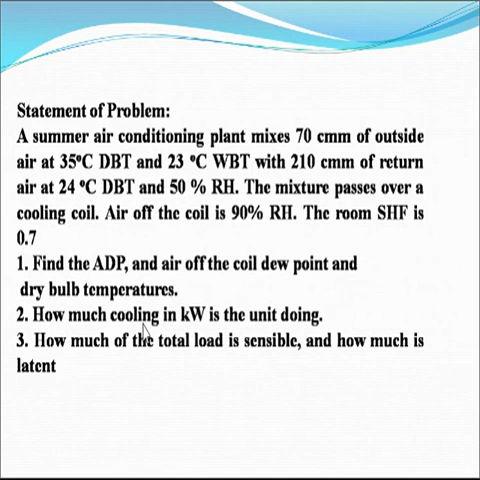 Statement of Problem:
A summer air conditioning plant mixes 70 cmm of outside
air at 35ºC DBT and 23 ºC WBT with 210 cmm of return
air at 24 ºC DBT and 50 % RH. The mixture passes over a
cooling coil. Air off the coil is 90% RH. The room SHF is
0.7
1. Find the ADP, and air off the coil dew point and
dry bulb temperatures.
2. How much cooling in kW is the unit doing.
3. How much of the total load is sensible, and how much is
latent